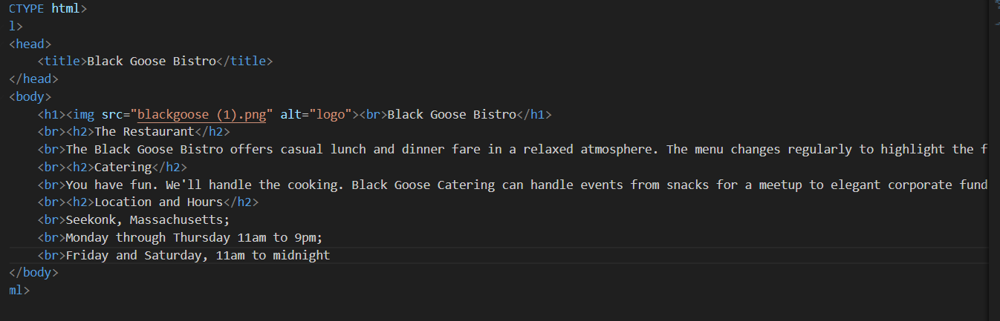 CTYPE html>
l>
<head>
<title>Black Goose Bistro</title>
</head>
<body>
<h1><img src="blackgoose (1).png" alt="logo"><br>Black Goose Bistro</h1>
<br><h2>The Restaurant</h2>
<br>The Black Goose Bistro offers casual lunch and dinner fare in a relaxed atmosphere. The menu changes regularly to highlight the f
<br><h2>Catering</h2>
<br>You have fun. We'll handle the cooking. Black Goose Catering can handle events from snacks for a meetup to elegant corporate fund
<br><h2>Location and Hours</h2>
<br>Seekonk, Massachusetts;
<br>Monday through Thursday 11am to 9pm;
<br>Friday and Saturday, 11am to midnight
</body>
ml>